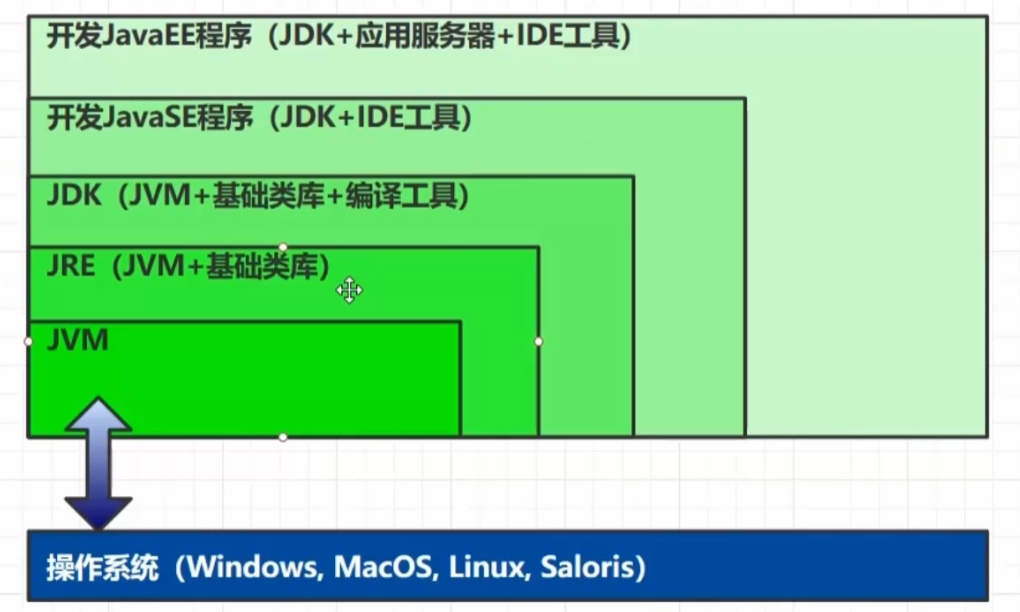 开发JavaEE程序（JDK+应用服务器+IDE工具）
开发JavaSE程序（JDK+IDE工具）
JDK（JVM+基础类库+编译工具）
JRE（JVM+基础类库）
JVM
操作系统（Windows, MacOS, Linux, Saloris）